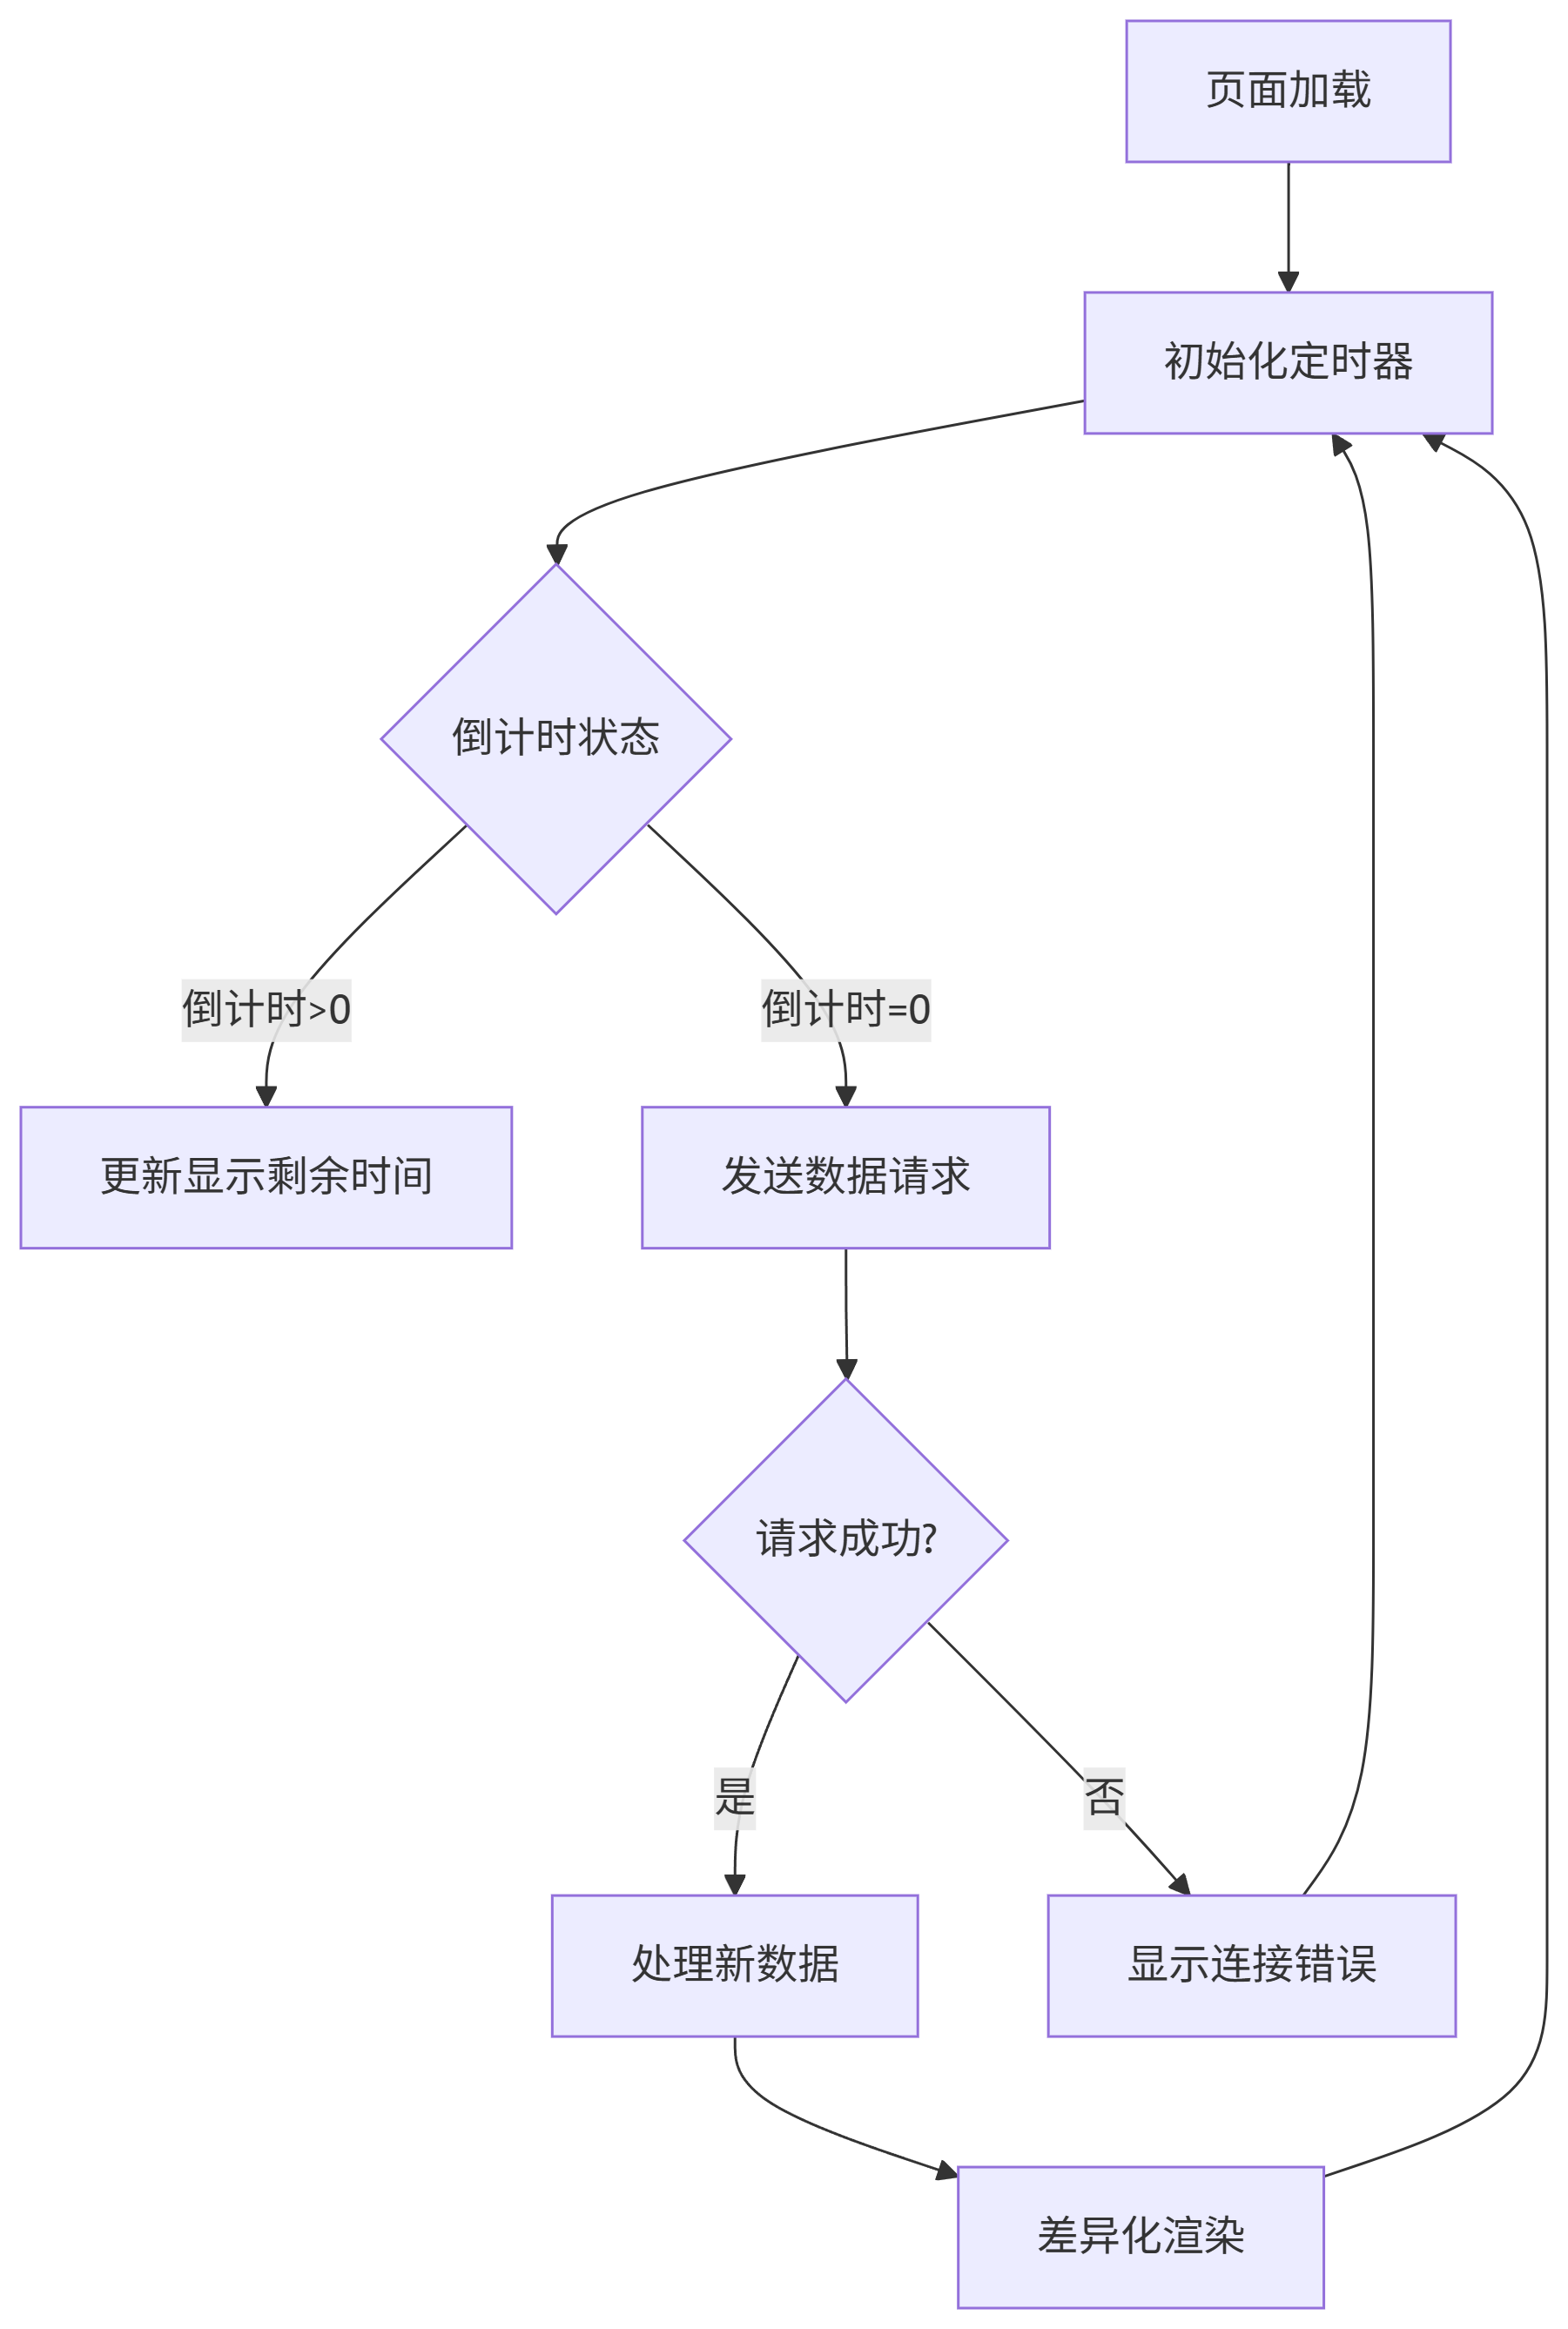 页面加载
初始化定时器
倒计时状态
倒计时>0
倒计时=0
更新显示剩余时间
发送数据请求
请求成功?
是
否
处理新数据
显示连接错误
差异化渲染